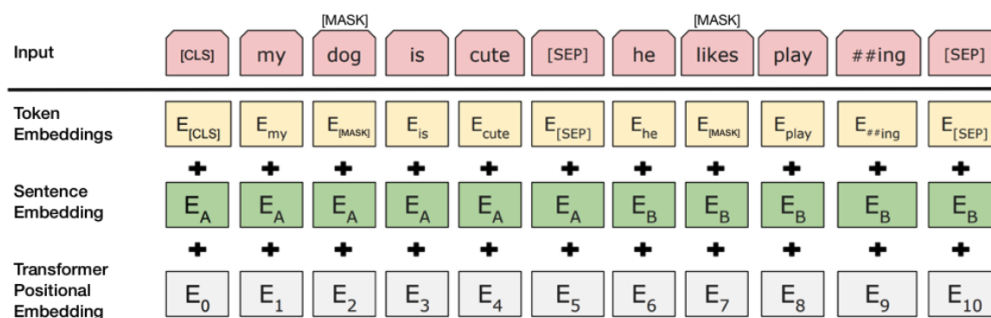 [MASK] [MASK]
Input [CLS] my dog is cute [SEP] he likes play ##ing [SEP]
Token
Embeddings
E[CLS] Emy E[MASK] Eis Ecute E[SEP] Ehe E[MASK] Eplay E##ing E[SEP]
+ + + + + + + + + + +
Sentence
Embedding
EA EA EA EA EA EA EB EB EB EB EB
+ + + + + + + + + + +
Transformer
Positional
Embedding
E0 E1 E2 E3 E4 E5 E6 E7 E8 E9 E10